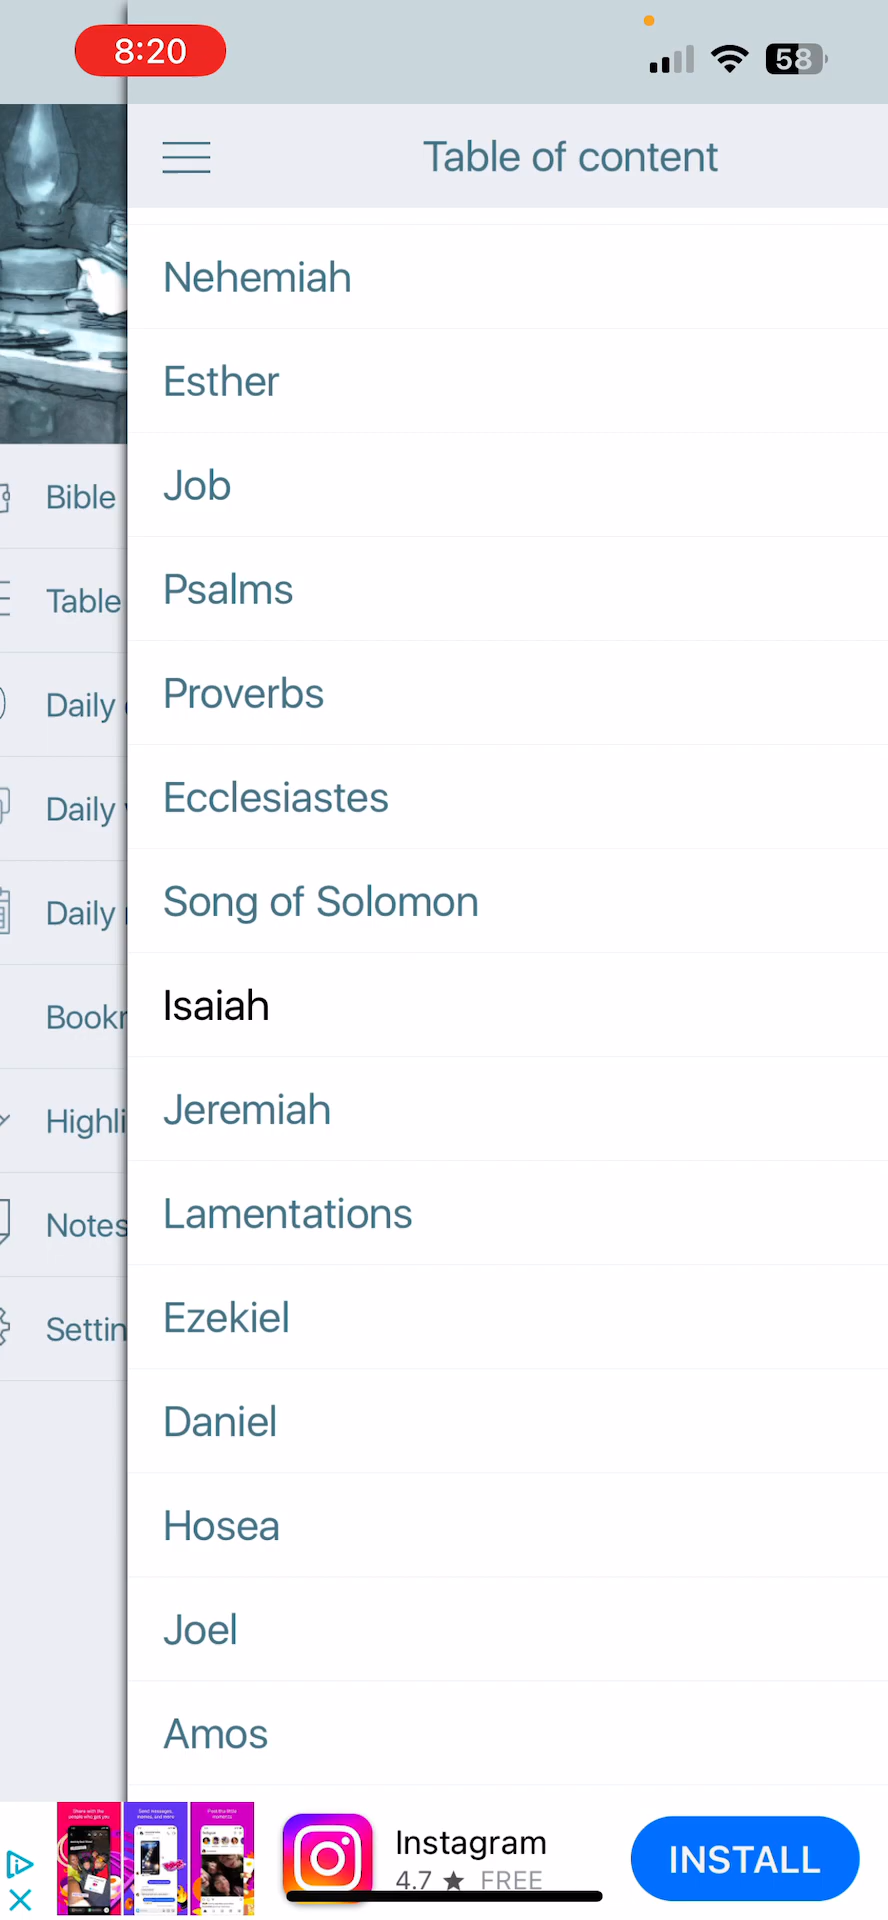 8:20
58
Table of content
Nehemiah
Esther
Job
Psalms
Proverbs
Ecclesiastes
Song of Solomon
Isaiah
Jeremiah
Lamentations
Ezekiel
Daniel
Hosea
Joel
Amos
Bible
Table
Daily
Daily
Daily
Bookr
Highli
Notes
Settin
Instagram
4.7 ★ FREE
INSTALL